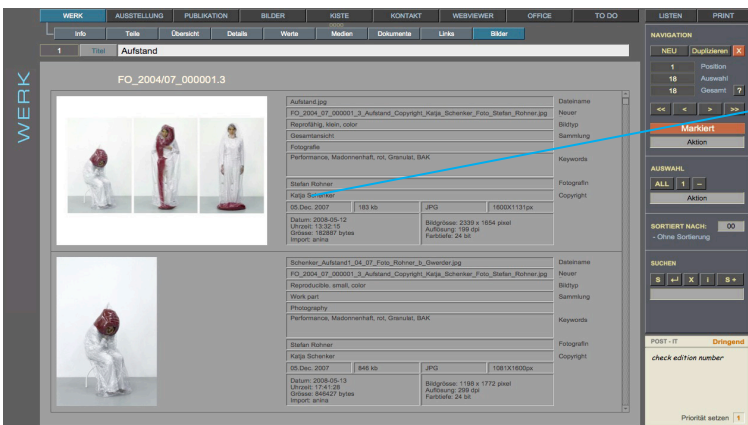 WERK AUSSTELLUNG PUBLIKATION BILDER KISTE KONTAKT WEBVIEWER OFFICE TO DO LISTEN PRINT
Info Teile Übersicht Details Werte Medien Dokumente Links Bilder
1 Titel Aufstand
WERK
FO_2004/07_000001.3
Aufstand.jpg Dateiname
FO_2004_07_000001_3_Aufstand_Copyright_Katja_Schenker_Foto_Stefan_Rohner.jpg Neuer
Reprofähig, klein, color Bildtyp
Gesamtansicht Sammlung
Fotografie
Performance, Madonnenhaft, rot, Granulat, BAK Keywords
Stefan Rohner Fotografin
Katja Schenker Copyright
05.Dec. 2007 183 kb JPG 1600X1131px
Datum: 2008-05-12
Uhrzeit: 13:32:15
Grösse: 182887 bytes
Import: anina
Bildgrösse: 2339 x 1654 pixel
Auflösung: 199 dpi
Farbtiefe: 24 bit
Schenker_Aufstand1_04_07_Foto_Rohner_b_Gwerder.jpg Dateiname
FO_2004_07_000001_3_Aufstand_Copyright_Katja_Schenker_Foto_Stefan_Rohner.jpg Neuer
Reproducible. small, color Bildtyp
Work part Sammlung
Photography
Performance, Madonnenhaft, rot, Granulat, BAK Keywords
Stefan Rohner Fotografin
Katja Schenker Copyright
05.Dec. 2007 846 kb JPG 1081X1600px
Datum: 2008-05-13
Uhrzeit: 17:41:28
Grösse: 846427 bytes
Import: anina
Bildgrösse: 1198 x 1772 pixel
Auflösung: 299 dpi
Farbtiefe: 24 bit
NAVIGATION
NEU Duplizieren X
1 Position
18 Auswahl
18 Gesamt ?
<< < > >>
Markiert
Aktion
AUSWAHL
ALL 1 –
Aktion
SORTIERT NACH: 00
- Ohne Sortierung
SUCHEN
S ↵ X i S +
POST - IT Dringend
check edition number
Priorität setzen 1